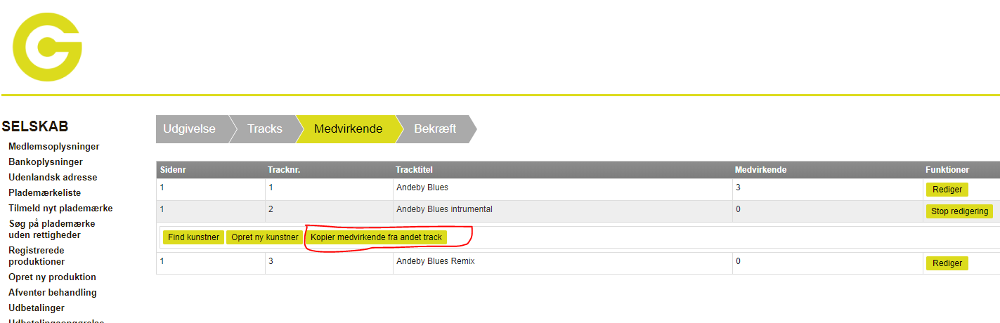 SELSKAB
Medlemsoplysninger
Bankoplysninger
Udenlandsk adresse
Plademærkeliste
Tilmeld nyt plademærke
Søg på plademærke
uden rettigheder
Registrerede
produktioner
Opret ny produktion
Afventer behandling
Udbetalinger
Udbetalingsopgørelse
Udgivelse Tracks Medvirkende Bekræft
Sidenr Tracknr. Tracktitel Medvirkende Funktioner
1 1 Andeby Blues 3 Rediger
1 2 Andeby Blues intrumental 0 Stop redigering
Find kunstner Opret ny kunstner Kopier medvirkende fra andet track
1 3 Andeby Blues Remix 0 Rediger